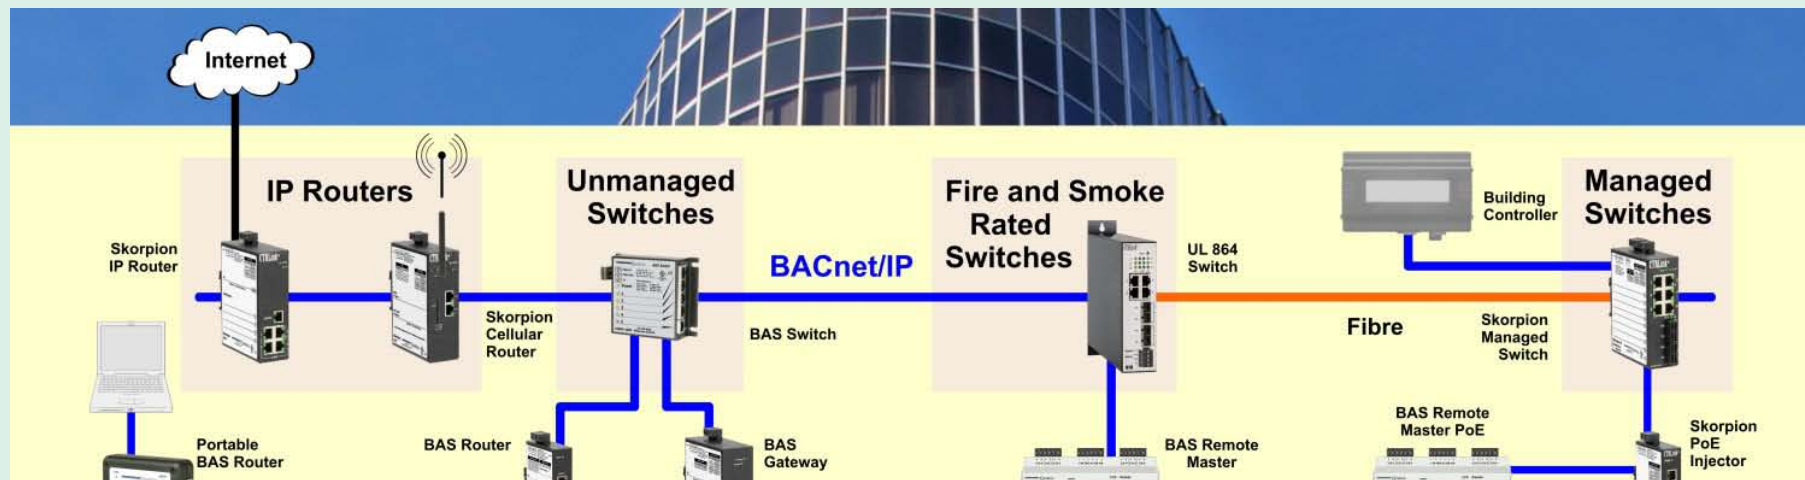 Internet
IP Routers
Unmanaged
Switches
Fire and Smoke
Rated
Switches
Managed
Switches
Building
Controller
Skorpion
IP Router
BACnet/IP
UL 864
Switch
Skorpion
Cellular
Router
BAS Switch
Fibre
Skorpion
Managed
Switch
Portable
BAS Router
BAS Router
BAS
Gateway
BAS Remote
Master
BAS Remote
Master PoE
Skorpion
PoE
Injector